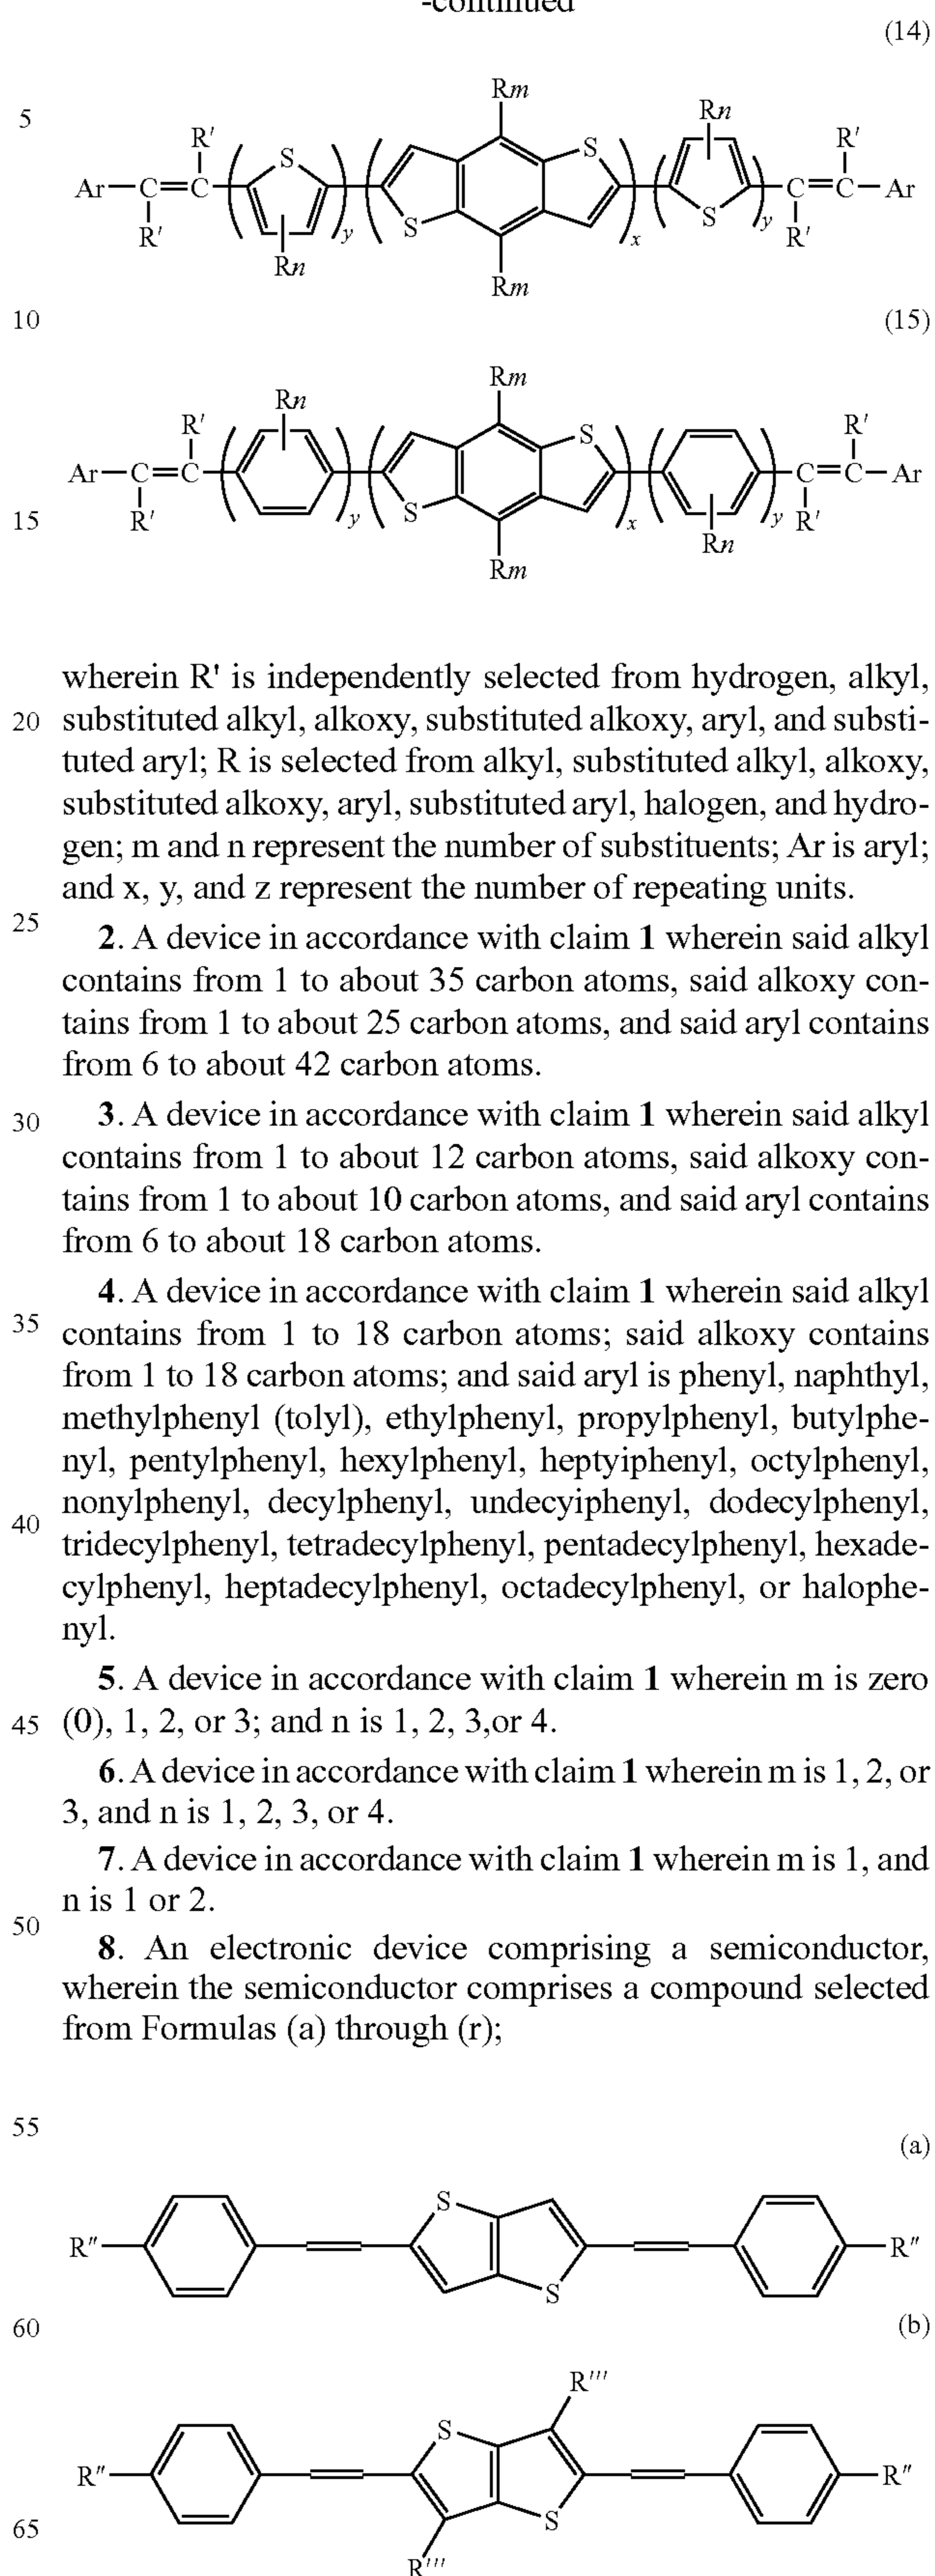 -continued
(14)
Rm
Rn
5
R' S S R'
Ar C C y x y C C Ar
R' S S R'
Rn
Rm
10 (15)
Rm
Rn
R' S R'
Ar C C y x y C C Ar
15 R' S R'
Rn
Rm
wherein R' is independently selected from hydrogen, alkyl,
20 substituted alkyl, alkoxy, substituted alkoxy, aryl, and substi-
tuted aryl; R is selected from alkyl, substituted alkyl, alkoxy,
substituted alkoxy, aryl, substituted aryl, halogen, and hydro-
gen; m and n represent the number of substituents; Ar is aryl;
and x, y, and z represent the number of repeating units.
25
2. A device in accordance with claim 1 wherein said alkyl
contains from 1 to about 35 carbon atoms, said alkoxy con-
tains from 1 to about 25 carbon atoms, and said aryl contains
from 6 to about 42 carbon atoms.
30 3. A device in accordance with claim 1 wherein said alkyl
contains from 1 to about 12 carbon atoms, said alkoxy con-
tains from 1 to about 10 carbon atoms, and said aryl contains
from 6 to about 18 carbon atoms.
4. A device in accordance with claim 1 wherein said alkyl
35 contains from 1 to 18 carbon atoms; said alkoxy contains
from 1 to 18 carbon atoms; and said aryl is phenyl, naphthyl,
methylphenyl (tolyl), ethylphenyl, propylphenyl, butylphe-
nyl, pentylphenyl, hexylphenyl, heptyiphenyl, octylphenyl,
nonylphenyl, decylphenyl, undecyiphenyl, dodecylphenyl,
40 tridecylphenyl, tetradecylphenyl, pentadecylphenyl, hexade-
cylphenyl, heptadecylphenyl, octadecylphenyl, or halophe-
nyl.
5. A device in accordance with claim 1 wherein m is zero
45 (0), 1, 2, or 3; and n is 1, 2, 3,or 4.
6. A device in accordance with claim 1 wherein m is 1, 2, or
3, and n is 1, 2, 3, or 4.
7. A device in accordance with claim 1 wherein m is 1, and
n is 1 or 2.
50
8. An electronic device comprising a semiconductor,
wherein the semiconductor comprises a compound selected
from Formulas (a) through (r);
55
(a)
S
R" R"
S
60 (b)
R'''
S
R" R"
S
65
R'''